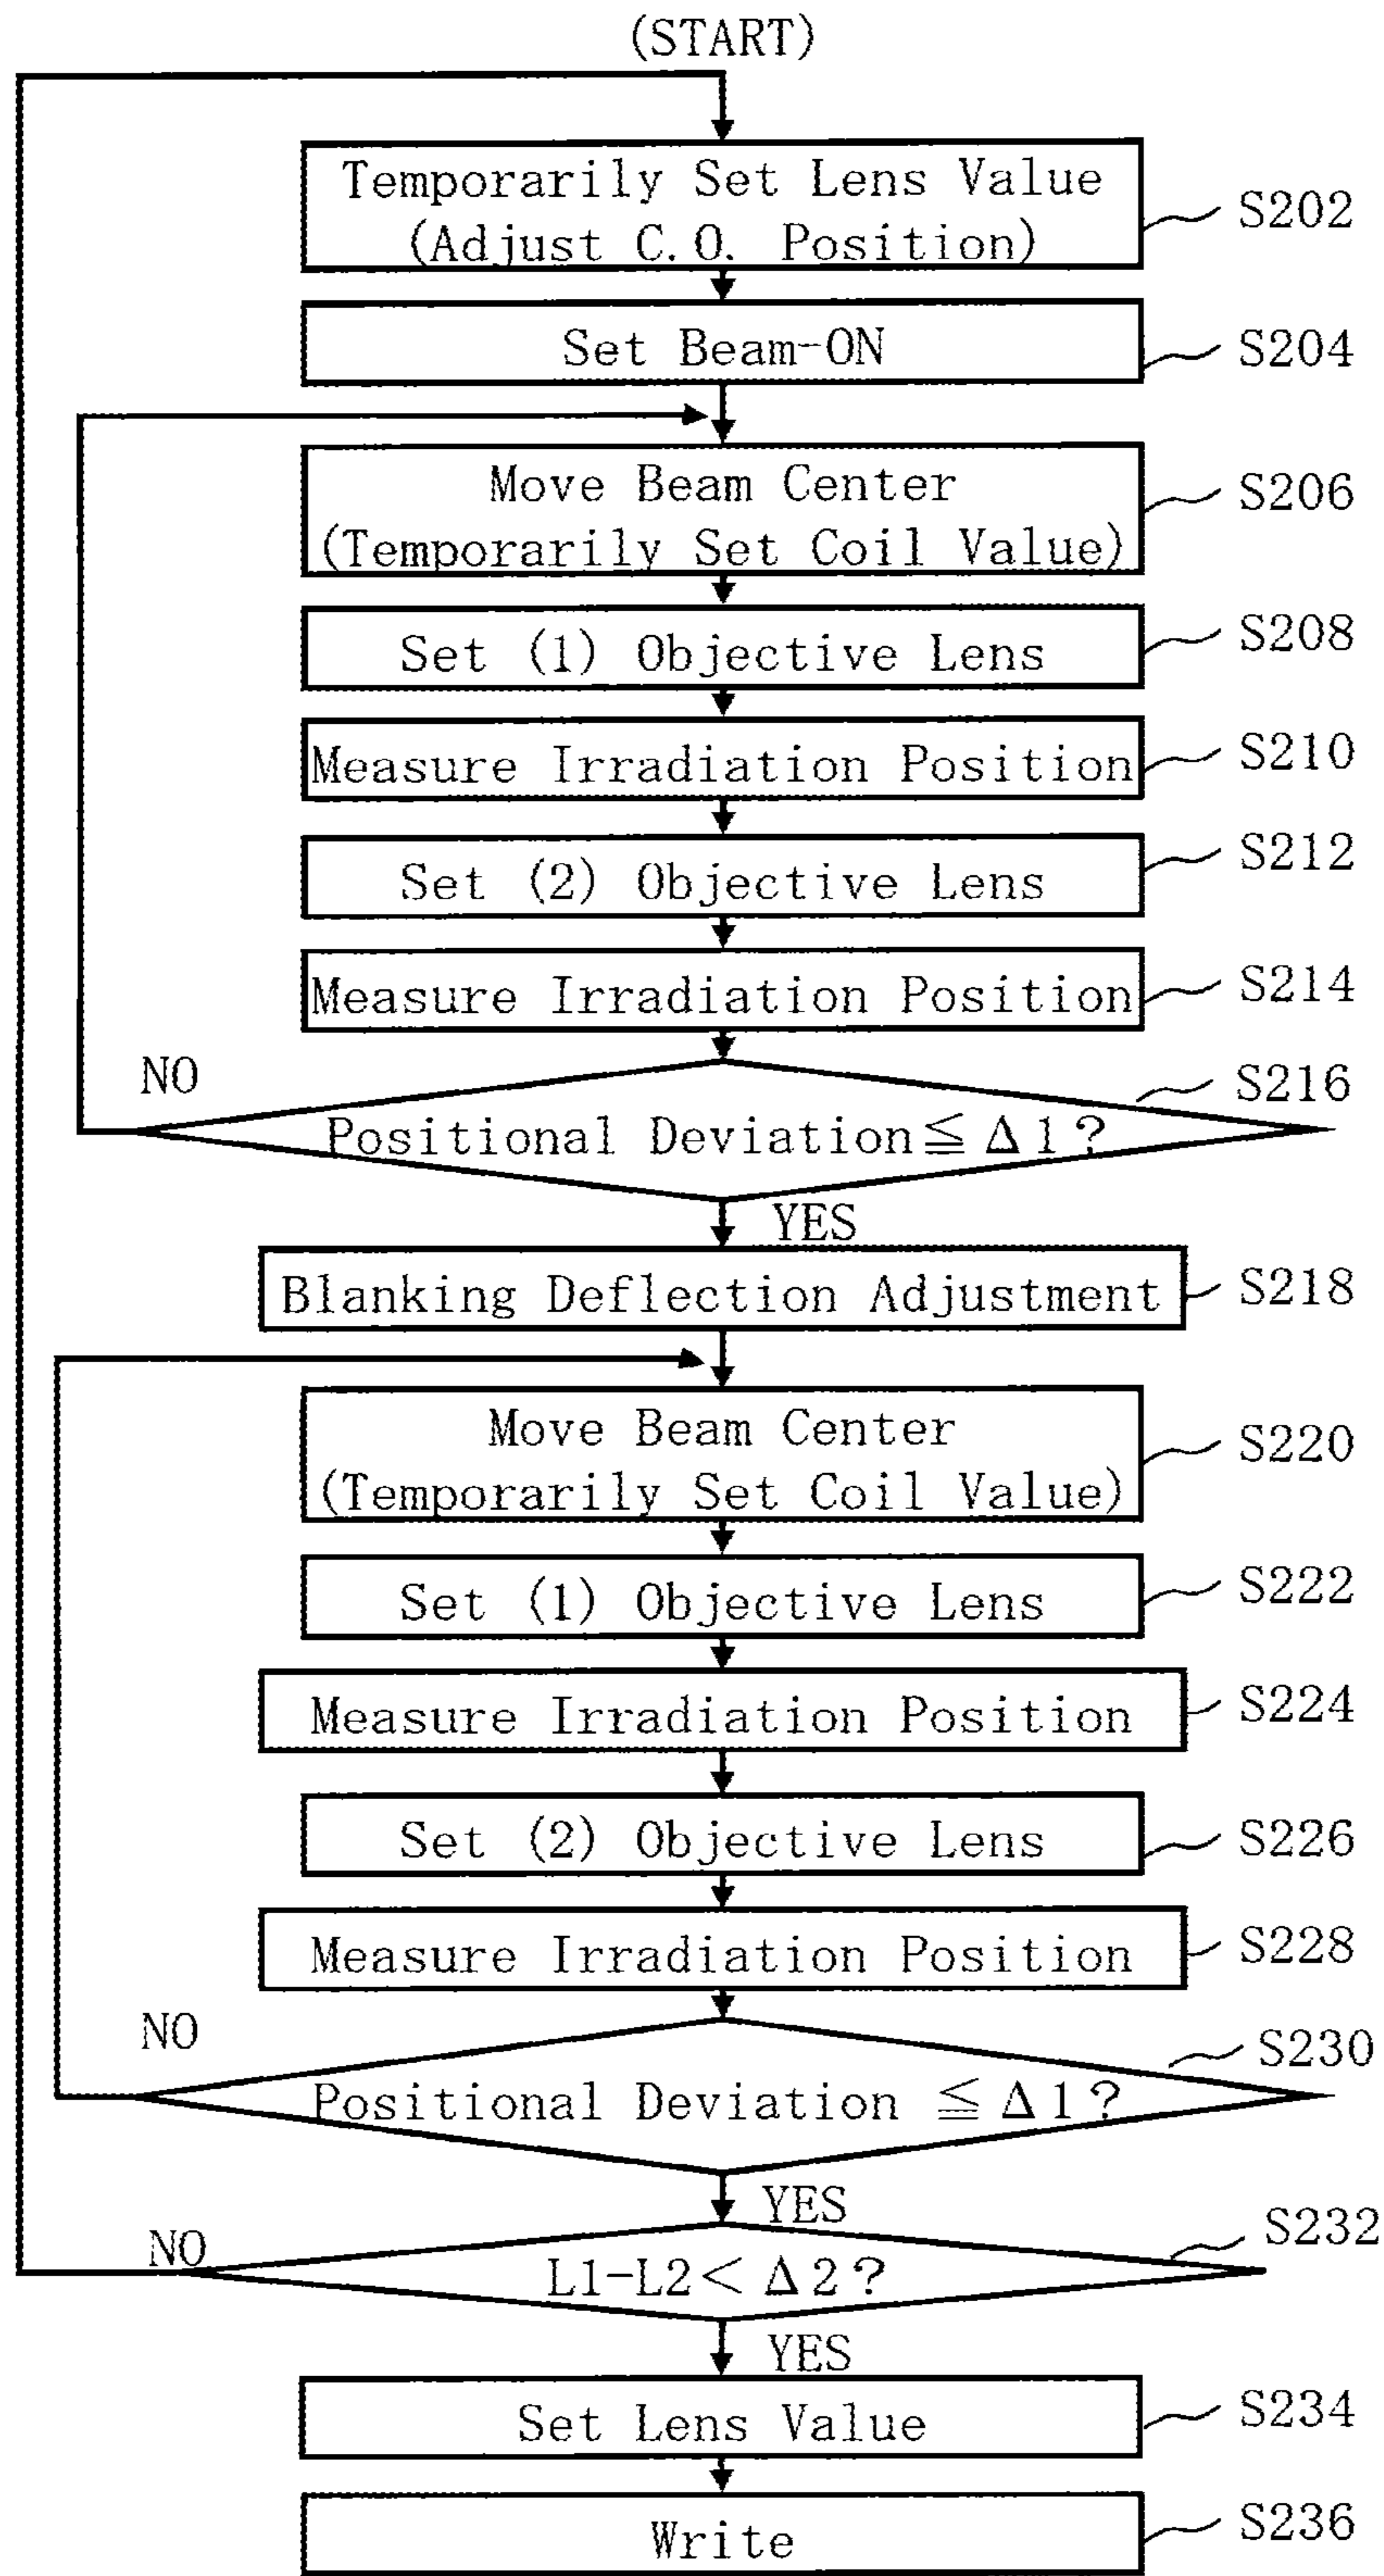 (START)
Temporarily Set Lens Value
(Adjust C.O. Position)
S202
Set Beam-ON
S204
Move Beam Center
(Temporarily Set Coil Value)
S206
Set (1) Objective Lens
S208
Measure Irradiation Position
S210
Set (2) Objective Lens
S212
Measure Irradiation Position
S214
NO
Positional Deviation≦Δ1?
S216
YES
Blanking Deflection Adjustment
S218
Move Beam Center
(Temporarily Set Coil Value)
S220
Set (1) Objective Lens
S222
Measure Irradiation Position
S224
Set (2) Objective Lens
S226
Measure Irradiation Position
S228
NO
Positional Deviation ≦Δ1?
S230
YES
NO
L1-L2<Δ2?
S232
YES
Set Lens Value
S234
Write
S236